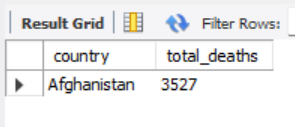 Result Grid Filter Rows:
country total_deaths
Afghanistan 3527